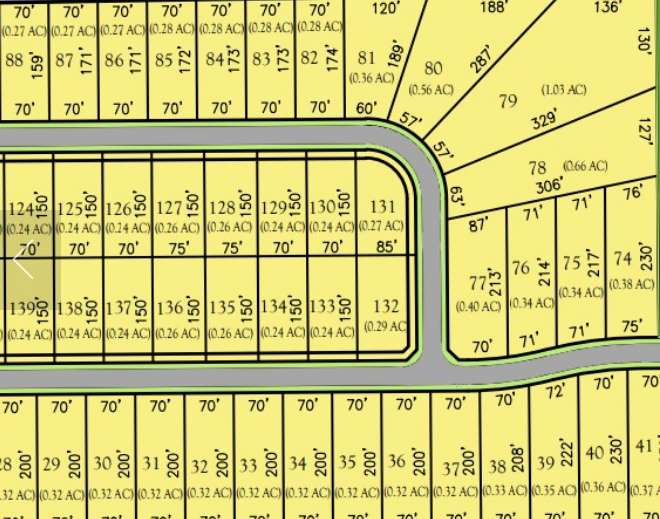 70' 70' 70' 70' 70' 70' 70' 120' 188' 136'
(0.27 AC) (0.27 AC) (0.27 AC) (0.28 AC) (0.28 AC) (0.28 AC) (0.28 AC)
88 159' 87 171' 86 171' 85 172' 84 173' 83 173' 82 174' 81 189' 80 287' 130'
(0.36 AC) (0.56 AC)
79 (1.03 AC)
70' 70' 70' 70' 70' 70' 70' 60' 57' 329' 127'
57'
78 (0.66 AC)
63' 306' 76'
124 150' 125 150' 126 150' 127 150' 128 150' 129 150' 130 150' 131
(0.24 AC) (0.24 AC) (0.24 AC) (0.26 AC) (0.26 AC) (0.24 AC) (0.24 AC) (0.27 AC)
87' 71' 71'
70' 70' 70' 75' 75' 70' 70' 85'
77 213' 76 214' 75 217' 74 230'
(0.40 AC) (0.34 AC) (0.34 AC) (0.38 AC)
139 150' 138 150' 137 150' 136 150' 135 150' 134 150' 133 150' 132
(0.24 AC) (0.24 AC) (0.24 AC) (0.26 AC) (0.26 AC) (0.24 AC) (0.24 AC) (0.29 AC
70' 71' 71' 75'
70' 70' 70' 70' 70' 70' 70' 70' 70' 70' 70' 72' 70' 70
28 200' 29 200' 30 200' 31 200' 32 200' 33 200' 34 200' 35 200' 36 200' 37 200' 38 208' 39 222' 40 230' 41
.32 AC) (0.32 AC) (0.32 AC) (0.32 AC) (0.32 AC) (0.32 AC) (0.32 AC) (0.32 AC) (0.32 AC) (0.32 AC) (0.33 AC) (0.35 AC) (0.36 AC) (0.37 A